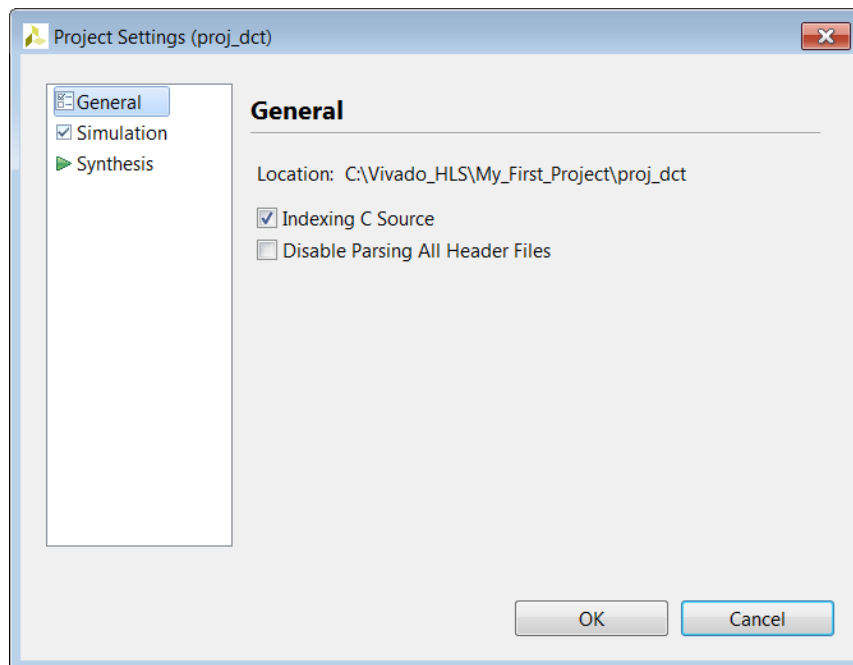 Project Settings (proj_dct)
General
Simulation
Synthesis
General
Location: C:\Vivado_HLS\My_First_Project\proj_dct
Indexing C Source
Disable Parsing All Header Files
OK
Cancel